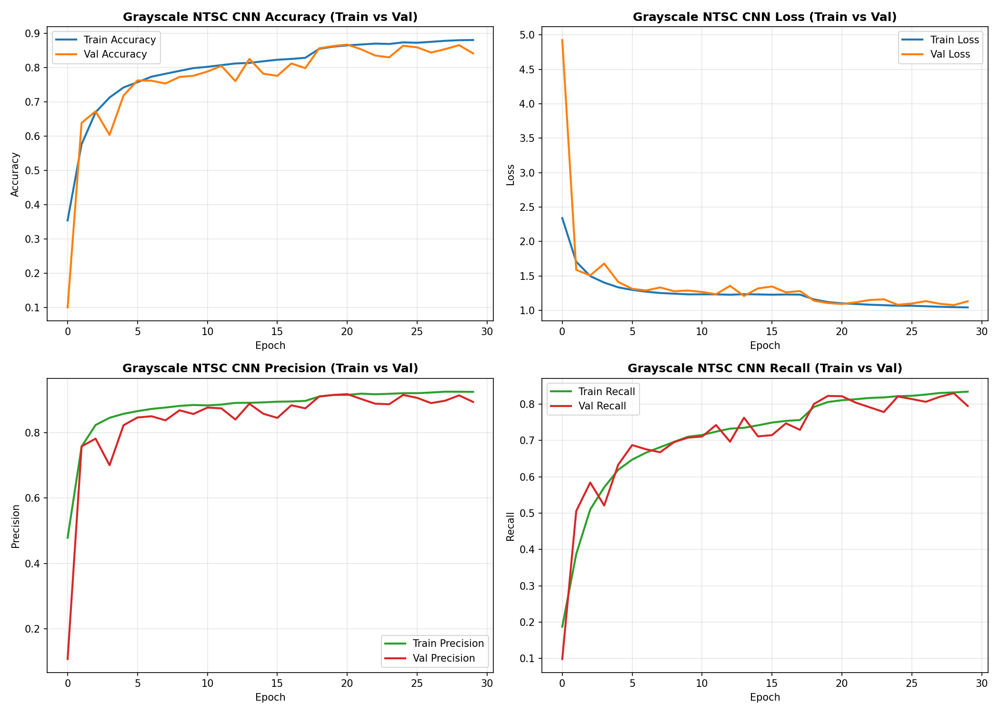 Grayscale NTSC CNN Accuracy (Train vs Val)
Train Accuracy
Val Accuracy
0.9
0.8
0.7
0.6
0.5
0.4
0.3
0.2
0.1
Accuracy
0 5 10 15 20 25 30
Epoch
Grayscale NTSC CNN Loss (Train vs Val)
Train Loss
Val Loss
5.0
4.5
4.0
3.5
3.0
2.5
2.0
1.5
1.0
Loss
0 5 10 15 20 25 30
Epoch
Grayscale NTSC CNN Precision (Train vs Val)
0.8
0.6
0.4
0.2
Precision
Train Precision
Val Precision
0 5 10 15 20 25 30
Epoch
Grayscale NTSC CNN Recall (Train vs Val)
Train Recall
Val Recall
0.8
0.7
0.6
0.5
0.4
0.3
0.2
0.1
Recall
0 5 10 15 20 25 30
Epoch